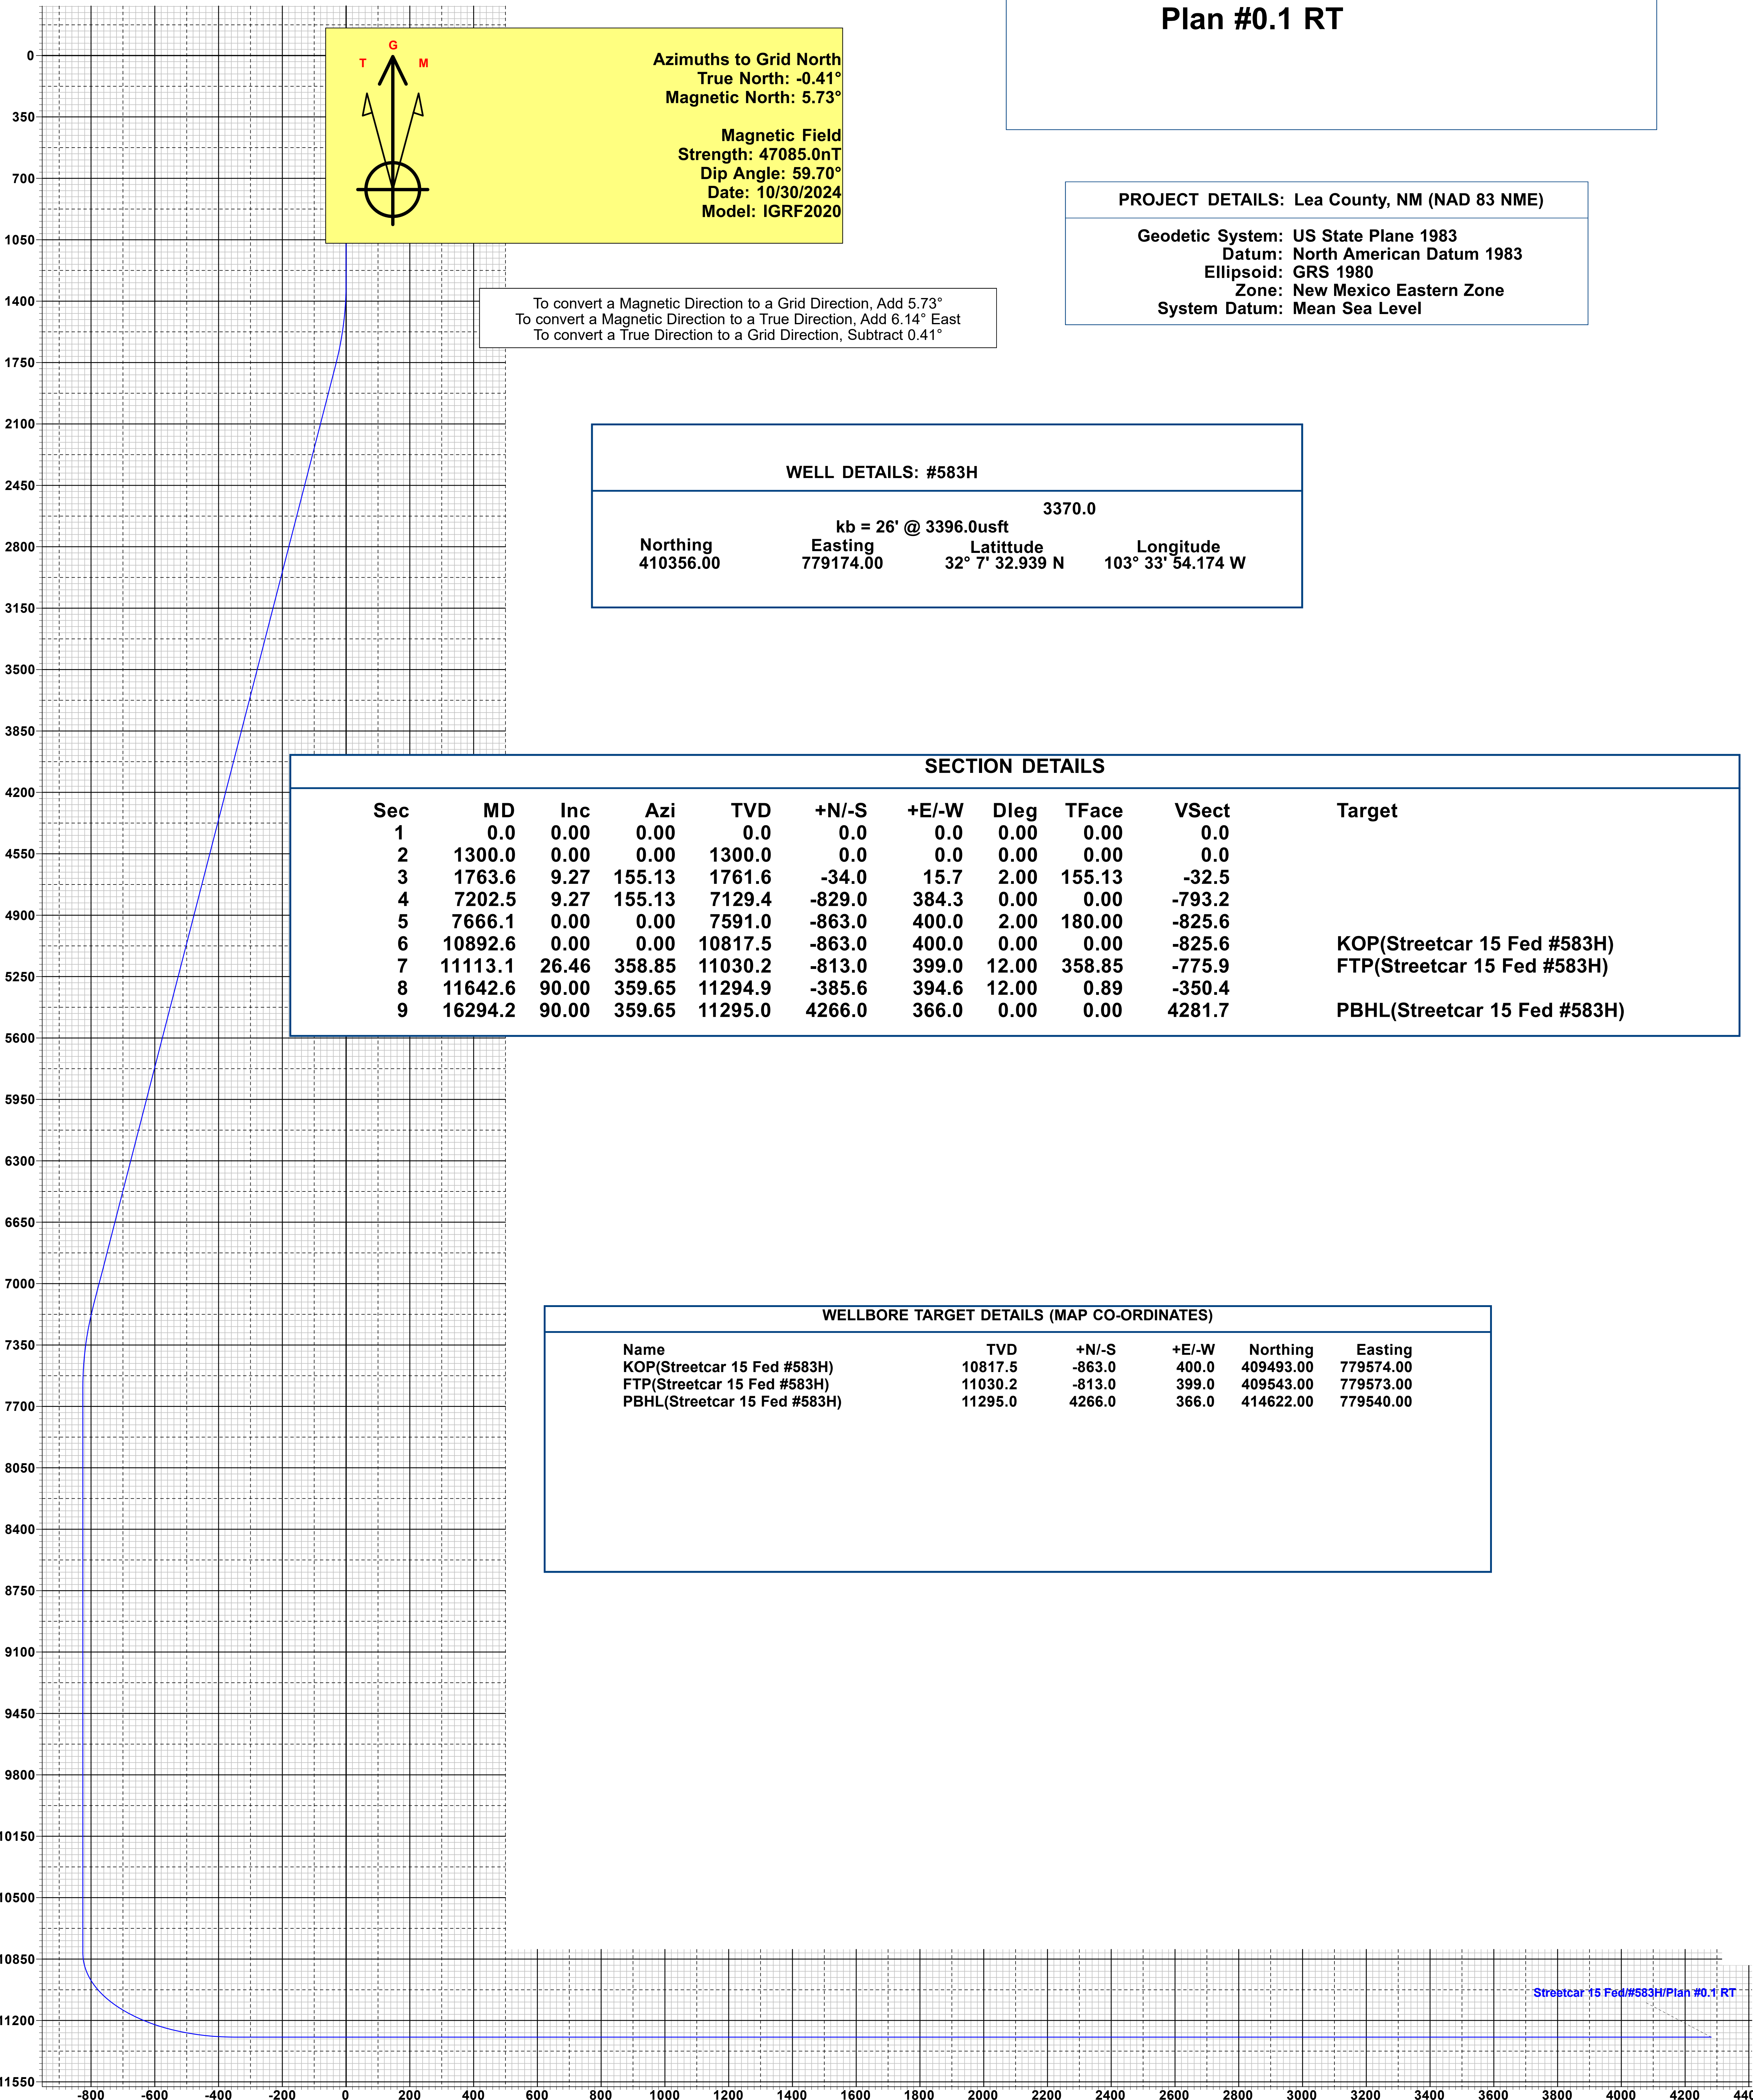 Plan #0.1 RT
G
T M
Azimuths to Grid North
True North: -0.41°
Magnetic North: 5.73°
Magnetic Field
Strength: 47085.0nT
Dip Angle: 59.70°
Date: 10/30/2024
Model: IGRF2020
PROJECT DETAILS: Lea County, NM (NAD 83 NME)
Geodetic System: US State Plane 1983
Datum: North American Datum 1983
Ellipsoid: GRS 1980
Zone: New Mexico Eastern Zone
System Datum: Mean Sea Level
To convert a Magnetic Direction to a Grid Direction, Add 5.73°
To convert a Magnetic Direction to a True Direction, Add 6.14° East
To convert a True Direction to a Grid Direction, Subtract 0.41°
WELL DETAILS: #583H
3370.0
kb = 26' @ 3396.0usft
Northing Easting Latittude Longitude
410356.00 779174.00 32° 7' 32.939 N 103° 33' 54.174 W
SECTION DETAILS
Sec MD Inc Azi TVD +N/-S +E/-W Dleg TFace VSect Target
1 0.0 0.00 0.00 0.0 0.0 0.0 0.00 0.00 0.0
2 1300.0 0.00 0.00 1300.0 0.0 0.0 0.00 0.00 0.0
3 1763.6 9.27 155.13 1761.6 -34.0 15.7 2.00 155.13 -32.5
4 7202.5 9.27 155.13 7129.4 -829.0 384.3 0.00 0.00 -793.2
5 7666.1 0.00 0.00 7591.0 -863.0 400.0 2.00 180.00 -825.6
6 10892.6 0.00 0.00 10817.5 -863.0 400.0 0.00 0.00 -825.6 KOP(Streetcar 15 Fed #583H)
7 11113.1 26.46 358.85 11030.2 -813.0 399.0 12.00 358.85 -775.9 FTP(Streetcar 15 Fed #583H)
8 11642.6 90.00 359.65 11294.9 -385.6 394.6 12.00 0.89 -350.4
9 16294.2 90.00 359.65 11295.0 4266.0 366.0 0.00 0.00 4281.7 PBHL(Streetcar 15 Fed #583H)
WELLBORE TARGET DETAILS (MAP CO-ORDINATES)
Name TVD +N/-S +E/-W Northing Easting
KOP(Streetcar 15 Fed #583H) 10817.5 -863.0 400.0 409493.00 779574.00
FTP(Streetcar 15 Fed #583H) 11030.2 -813.0 399.0 409543.00 779573.00
PBHL(Streetcar 15 Fed #583H) 11295.0 4266.0 366.0 414622.00 779540.00
0
350
700
1050
1400
1750
2100
2450
2800
3150
3500
3850
4200
4550
4900
5250
5600
5950
6300
6650
7000
7350
7700
8050
8400
8750
9100
9450
9800
10150
10500
10850
11200
11550
Streetcar 15 Fed/#583H/Plan #0.1 RT
-800 -600 -400 -200 0 200 400 600 800 1000 1200 1400 1600 1800 2000 2200 2400 2600 2800 3000 3200 3400 3600 3800 4000 4200